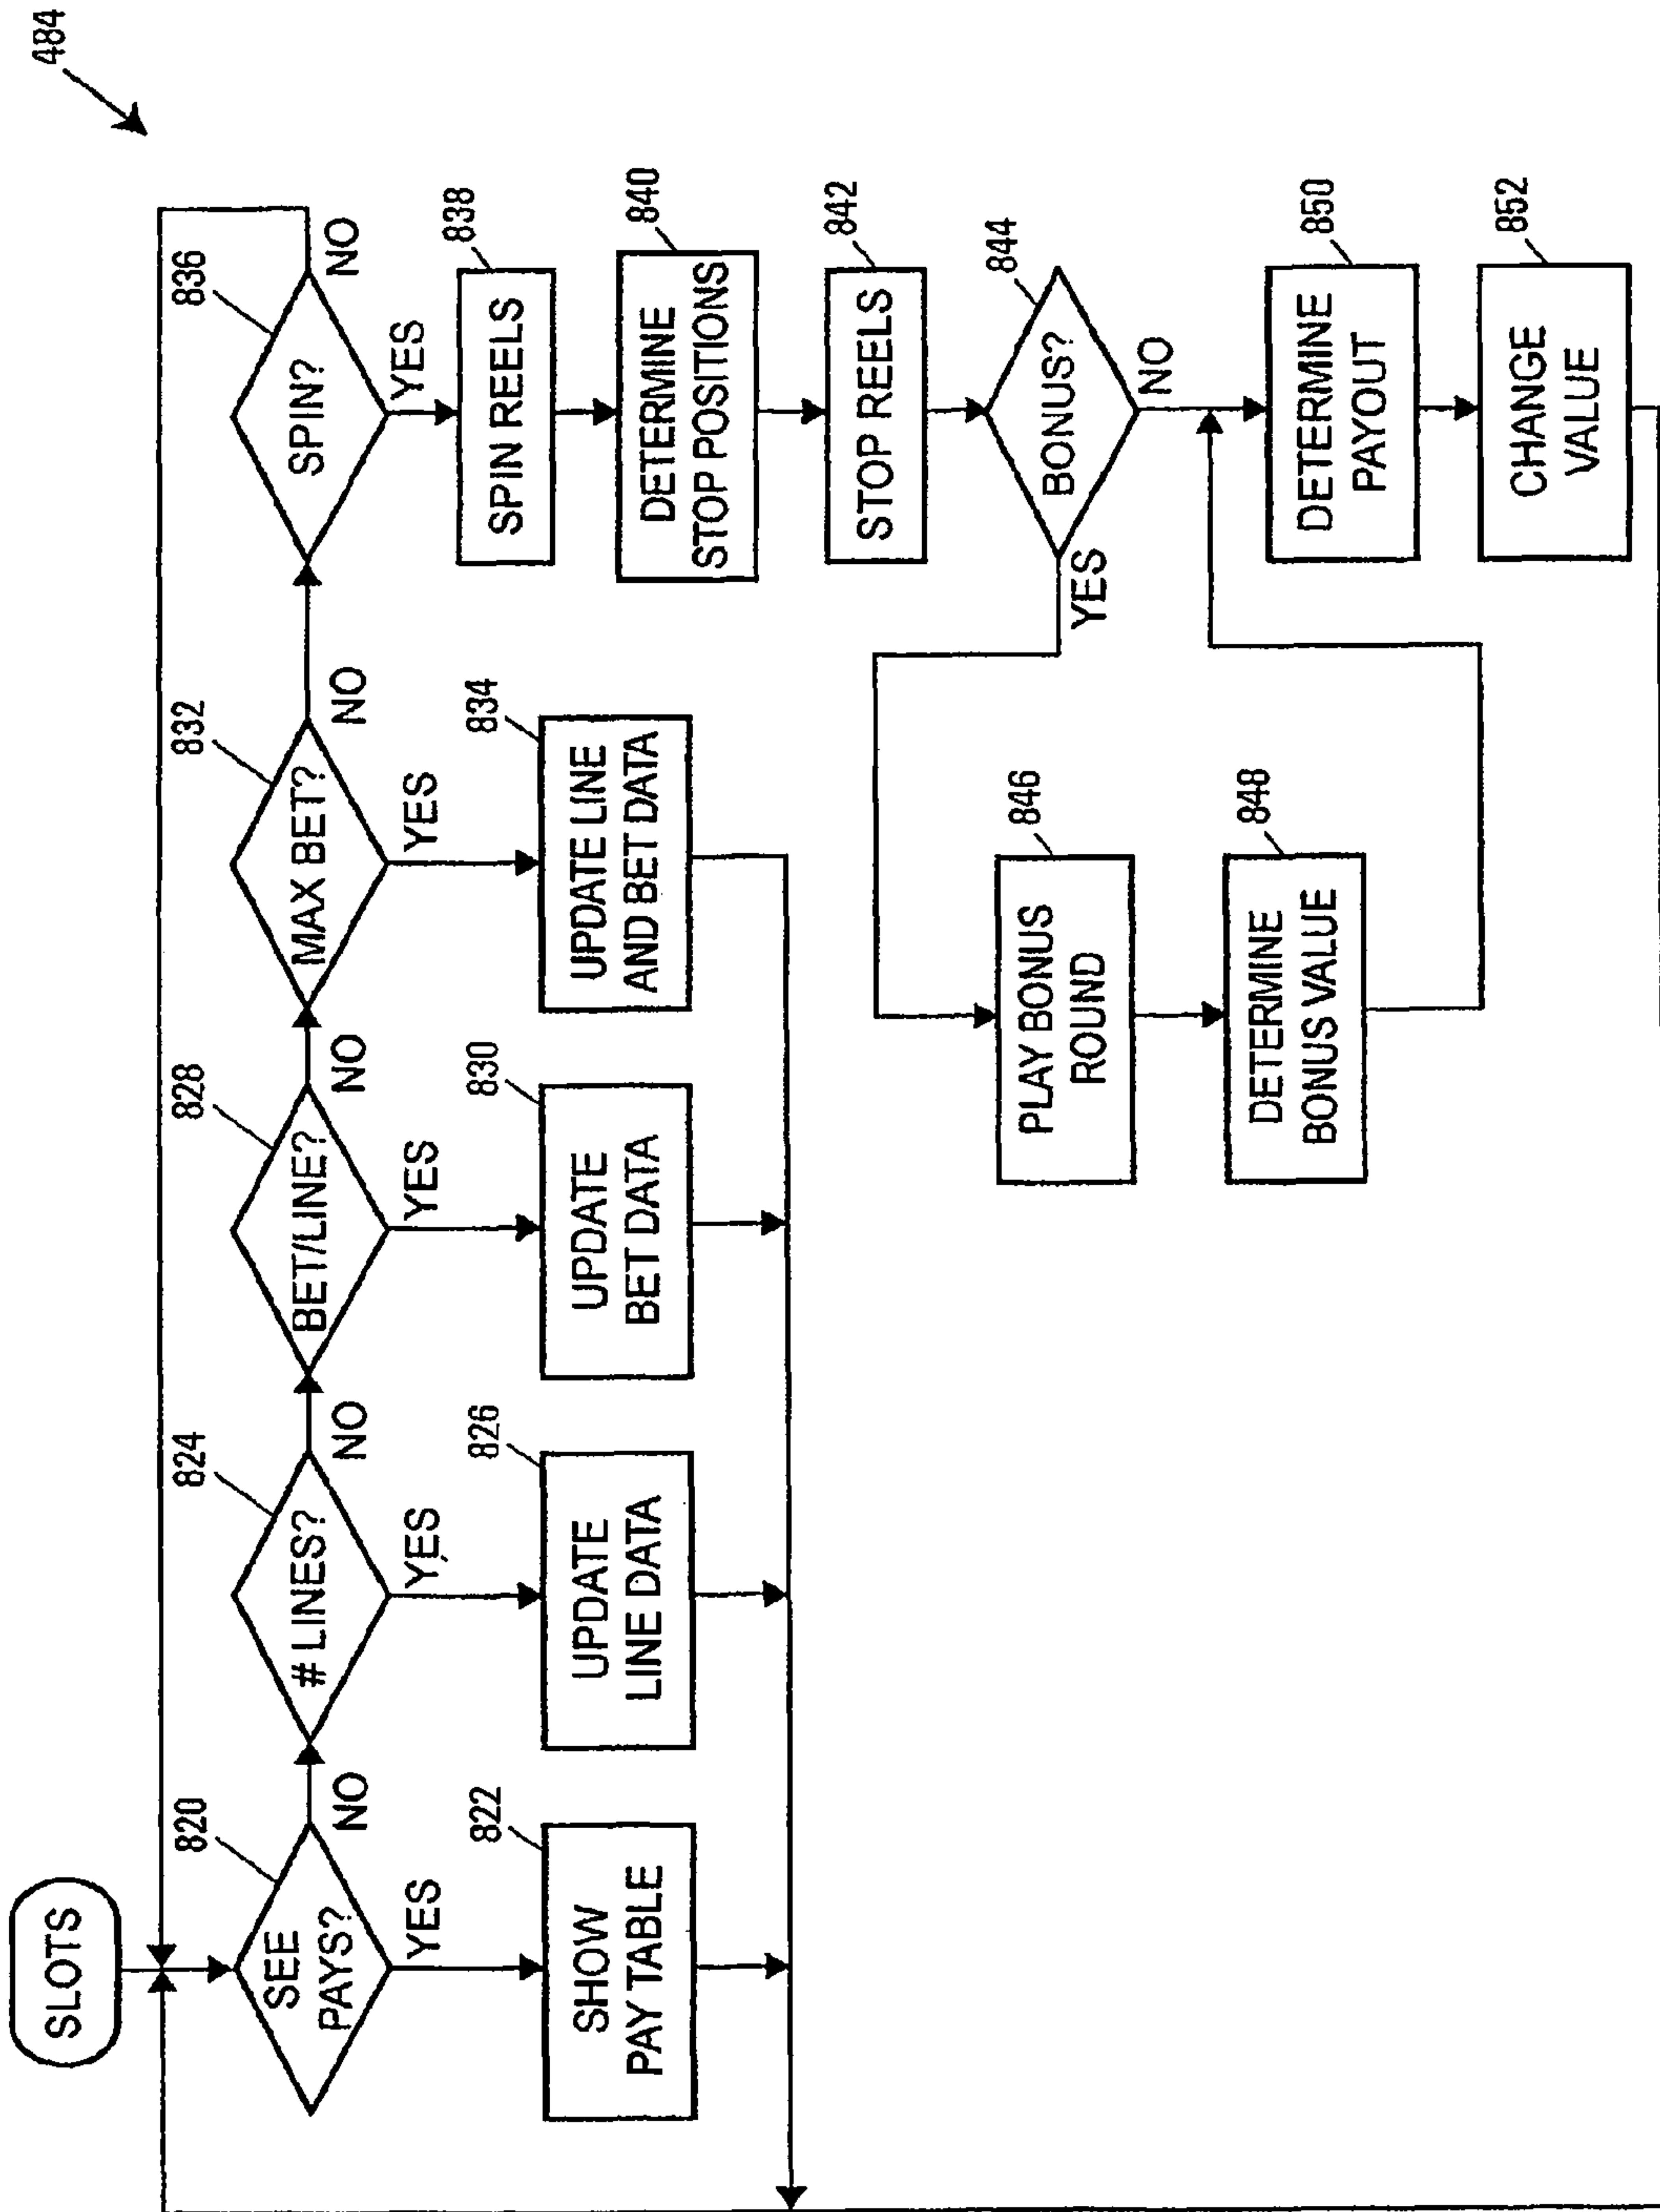 484
SLOTS
820
SEE
PAYS?
NO
YES
822
SHOW
PAY TABLE
824
# LINES?
NO
YES
826
UPDATE
LINE DATA
828
BET/LINE?
NO
YES
830
UPDATE
BET DATA
832
MAX BET?
NO
YES
834
UPDATE LINE
AND BET DATA
836
SPIN?
NO
YES
838
SPIN REELS
840
DETERMINE
STOP POSITIONS
842
STOP REELS
844
BONUS?
YES
NO
846
PLAY BONUS
ROUND
848
DETERMINE
BONUS VALUE
850
DETERMINE
PAYOUT
852
CHANGE
VALUE